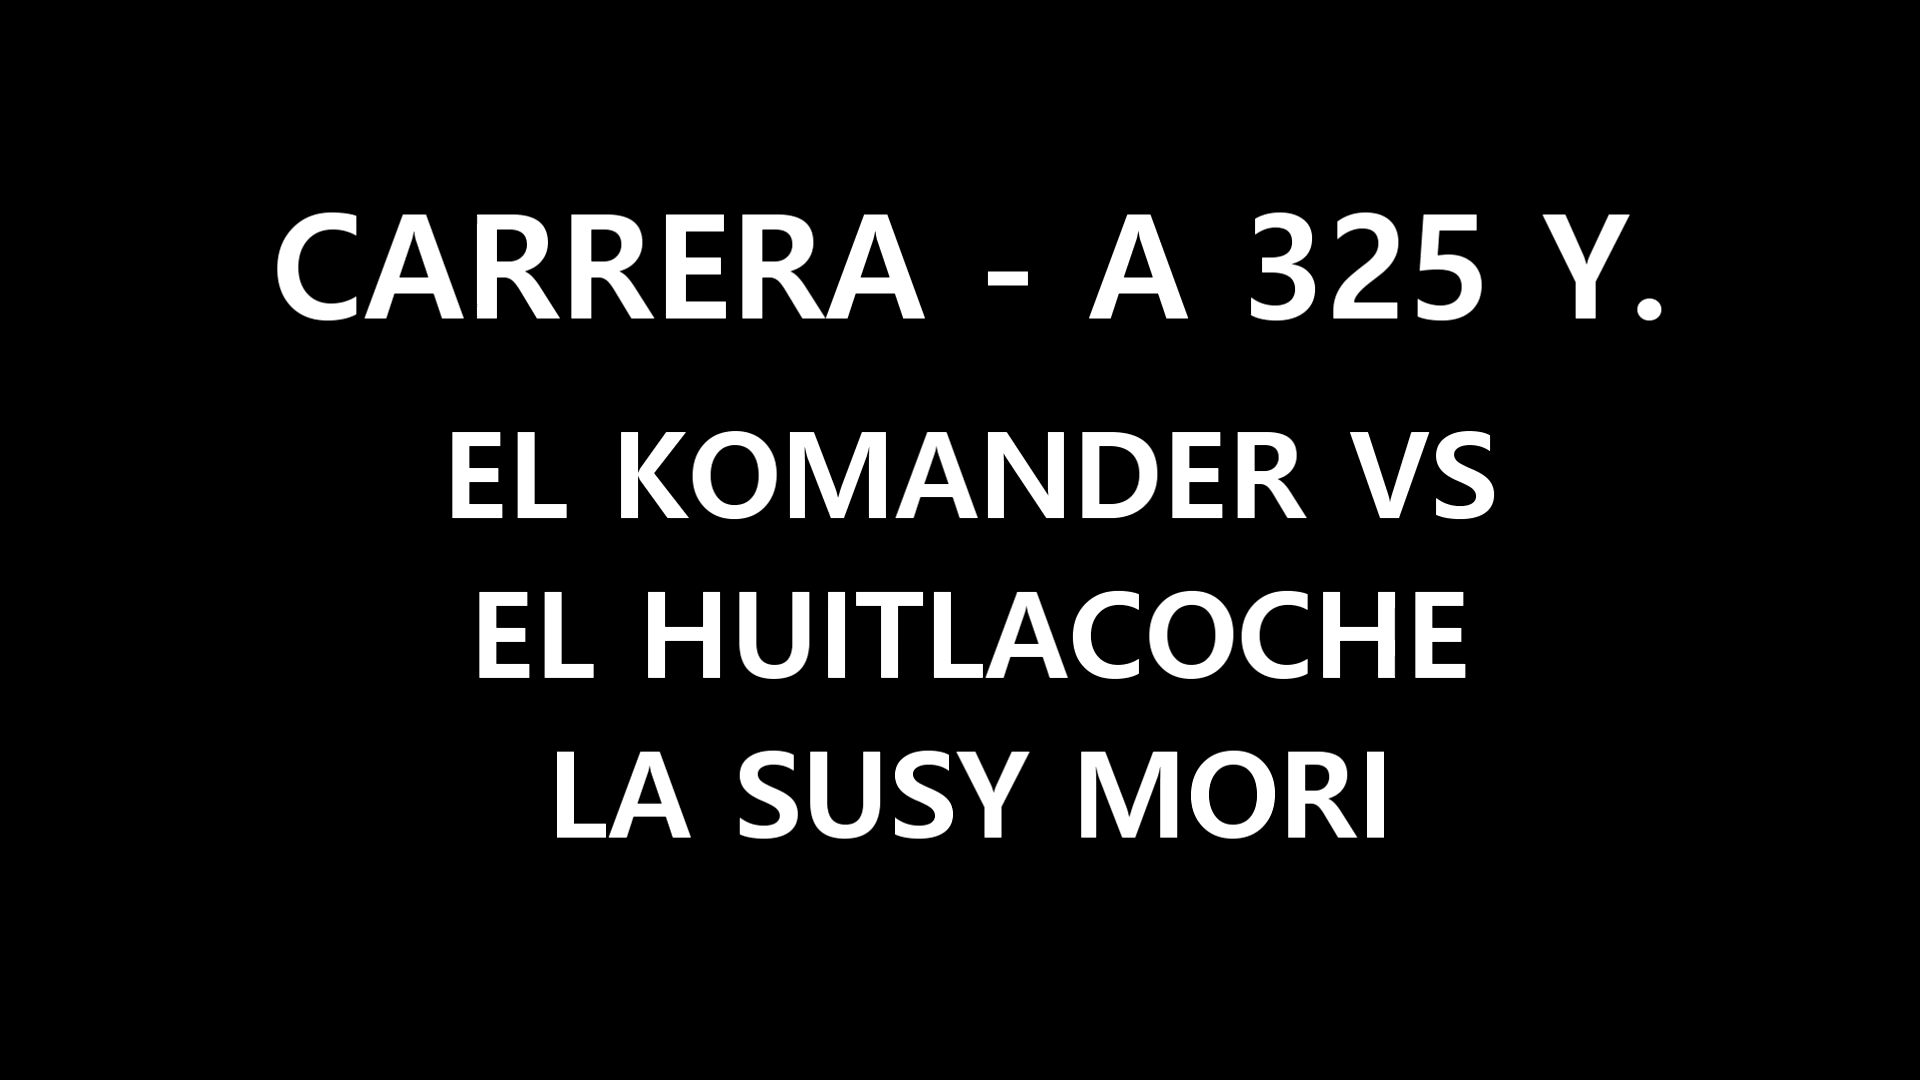 CARRERA - A 325 Y.
EL KOMANDER VS
EL HUITLACOCHE
LA SUSY MORI